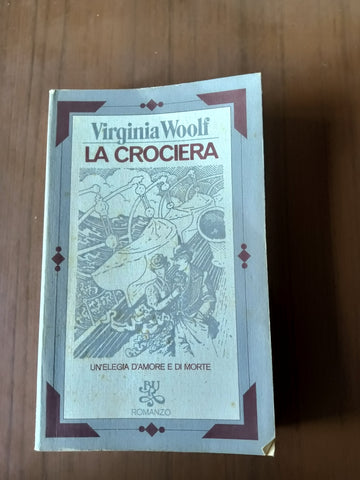 Virginia Woolf
LA CROCIERA
UN'ELEGIA D'AMORE E DI MORTE
BUR
ROMANZO